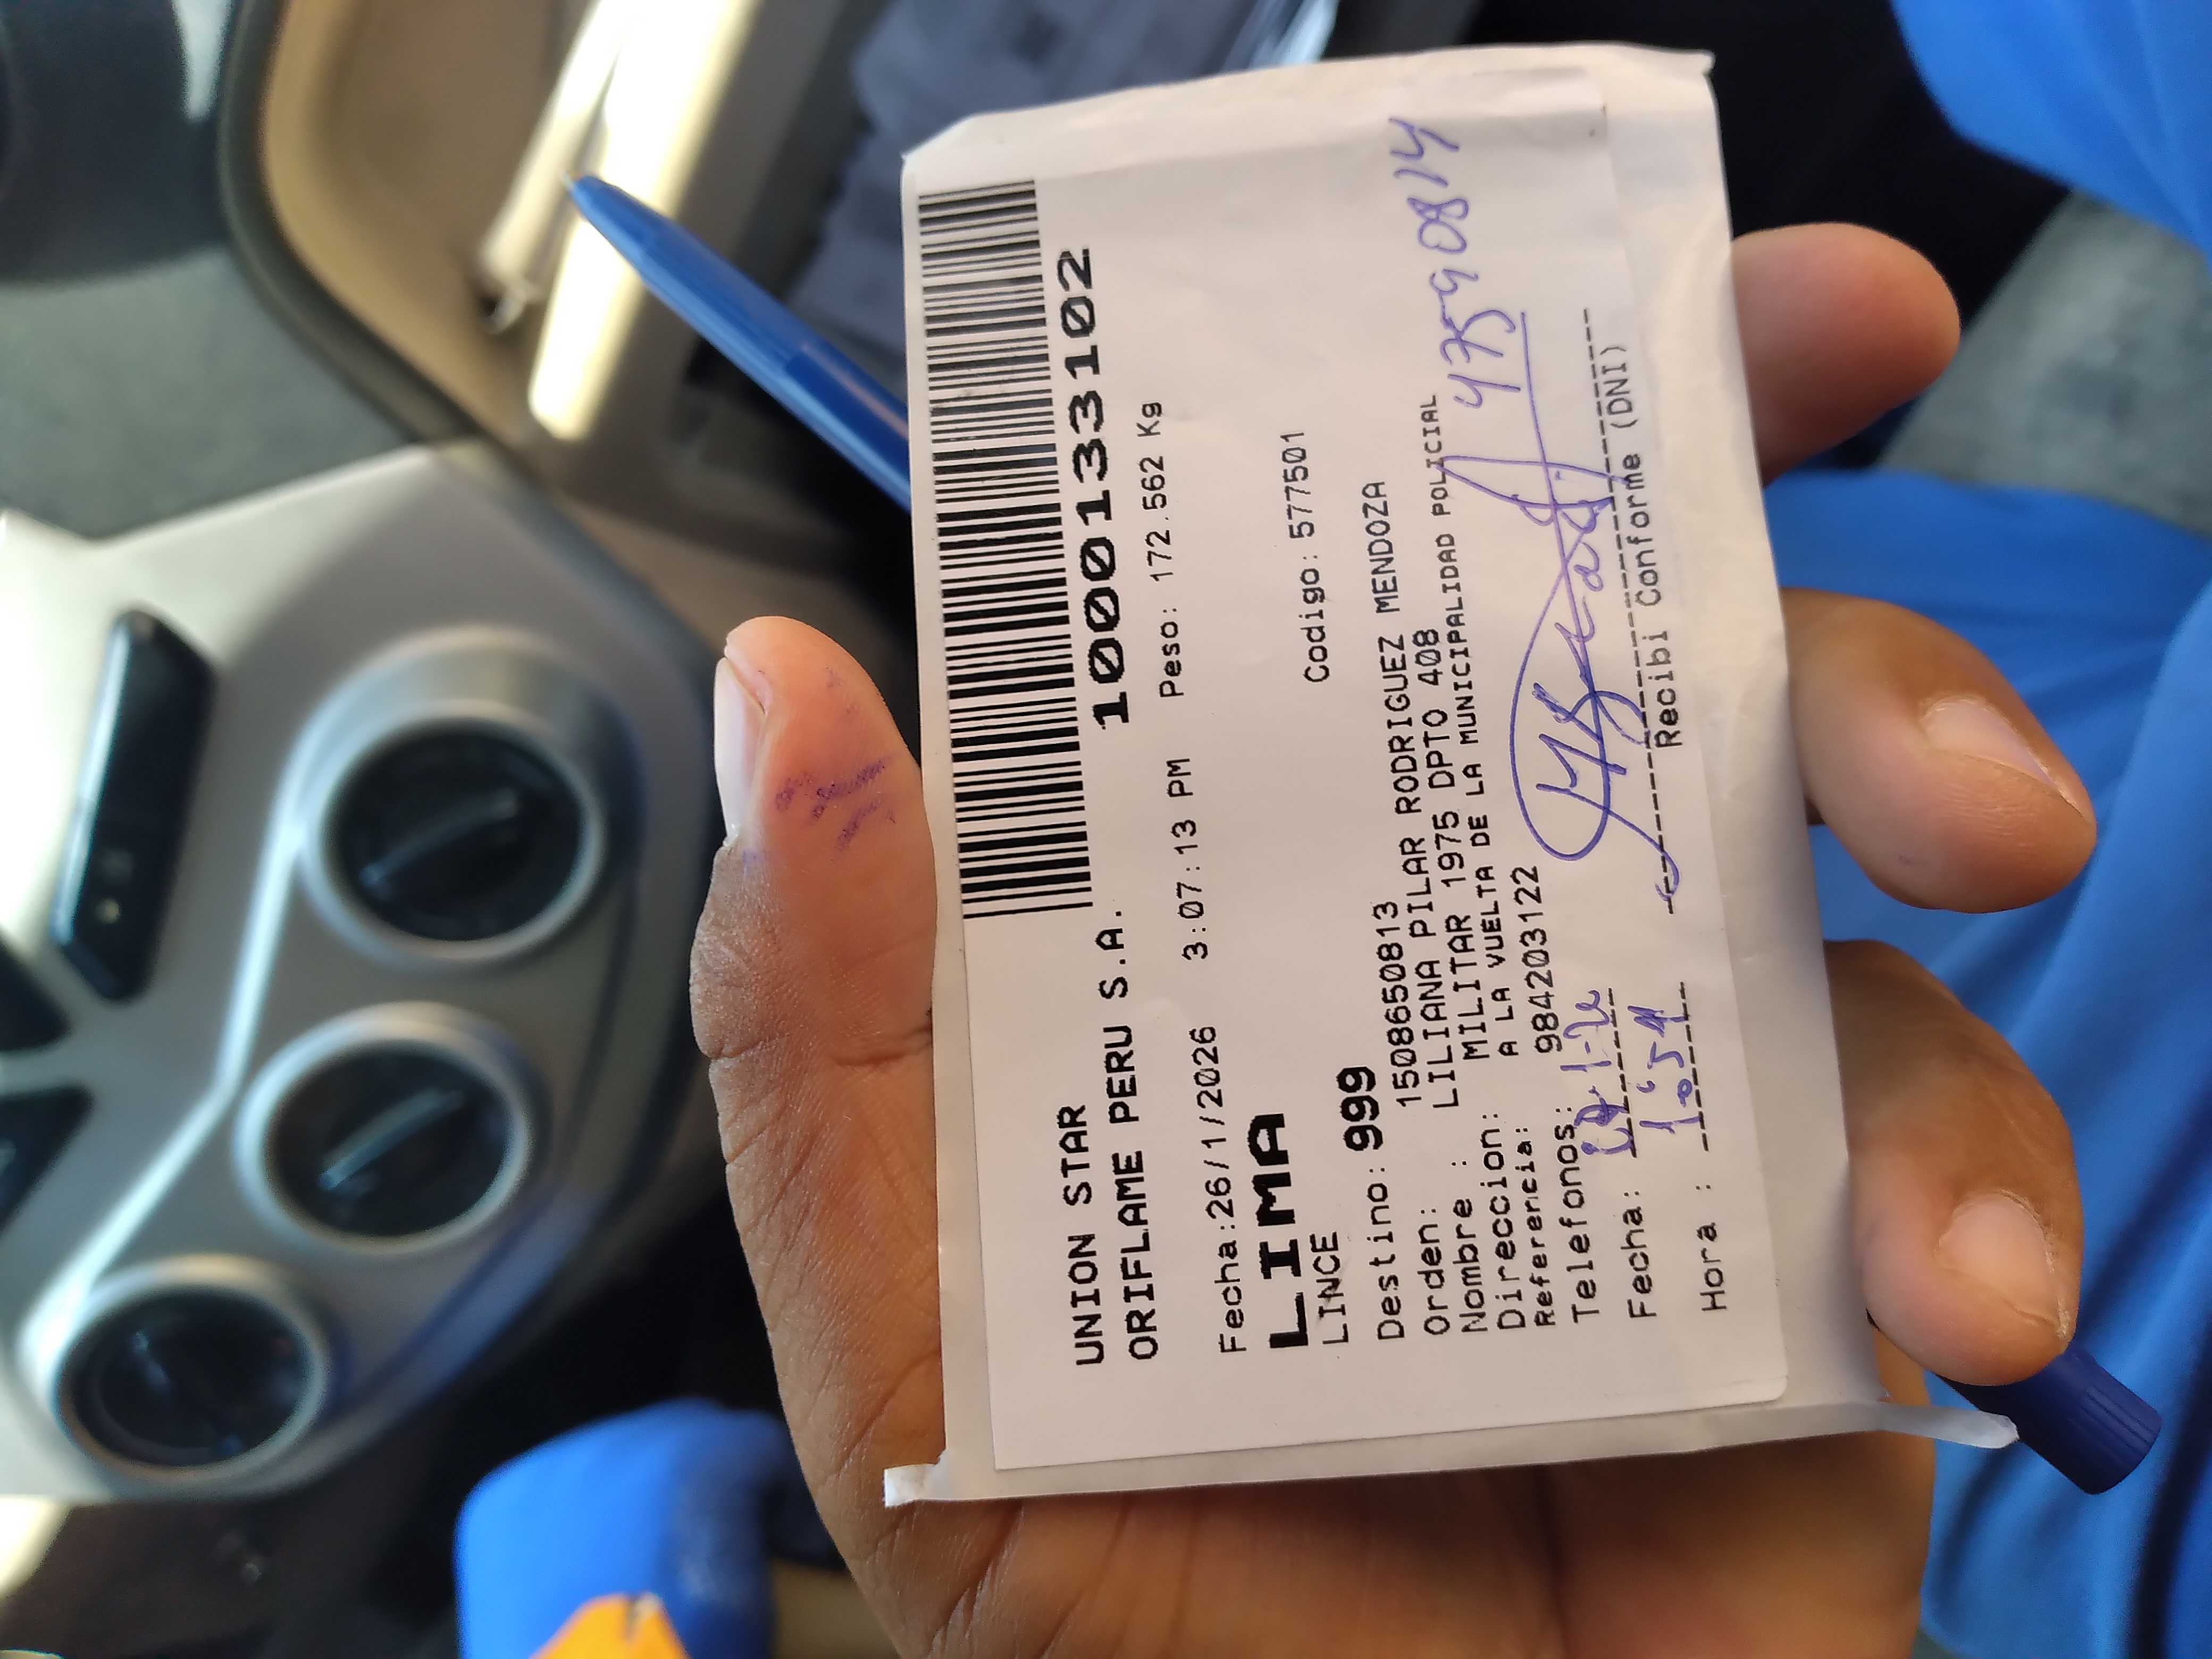 UNION STAR
ORIFLAME PERU S.A.
10001333102
Fecha:26/1/2026 3:07:13 PM Peso: 172.562 Kg
LIMA
LINCE
Codigo: 577501
Destino: 999
Orden: 1508650813
Nombre : LILIANA PILAR RODRIGUEZ MENDOZA
Direccion: MILITAR 1975 DPTO 408
Referencia: A LA VUELTA DE LA MUNICIPALIDAD POLICIAL
Telefonos: 984203122
Fecha:
Hora :
Recibi Conforme (DNI)